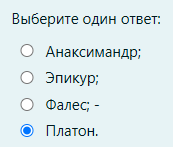 Выберите один ответ:
Анаксимандр;
Эпикур;
Фалес; -
Платон.